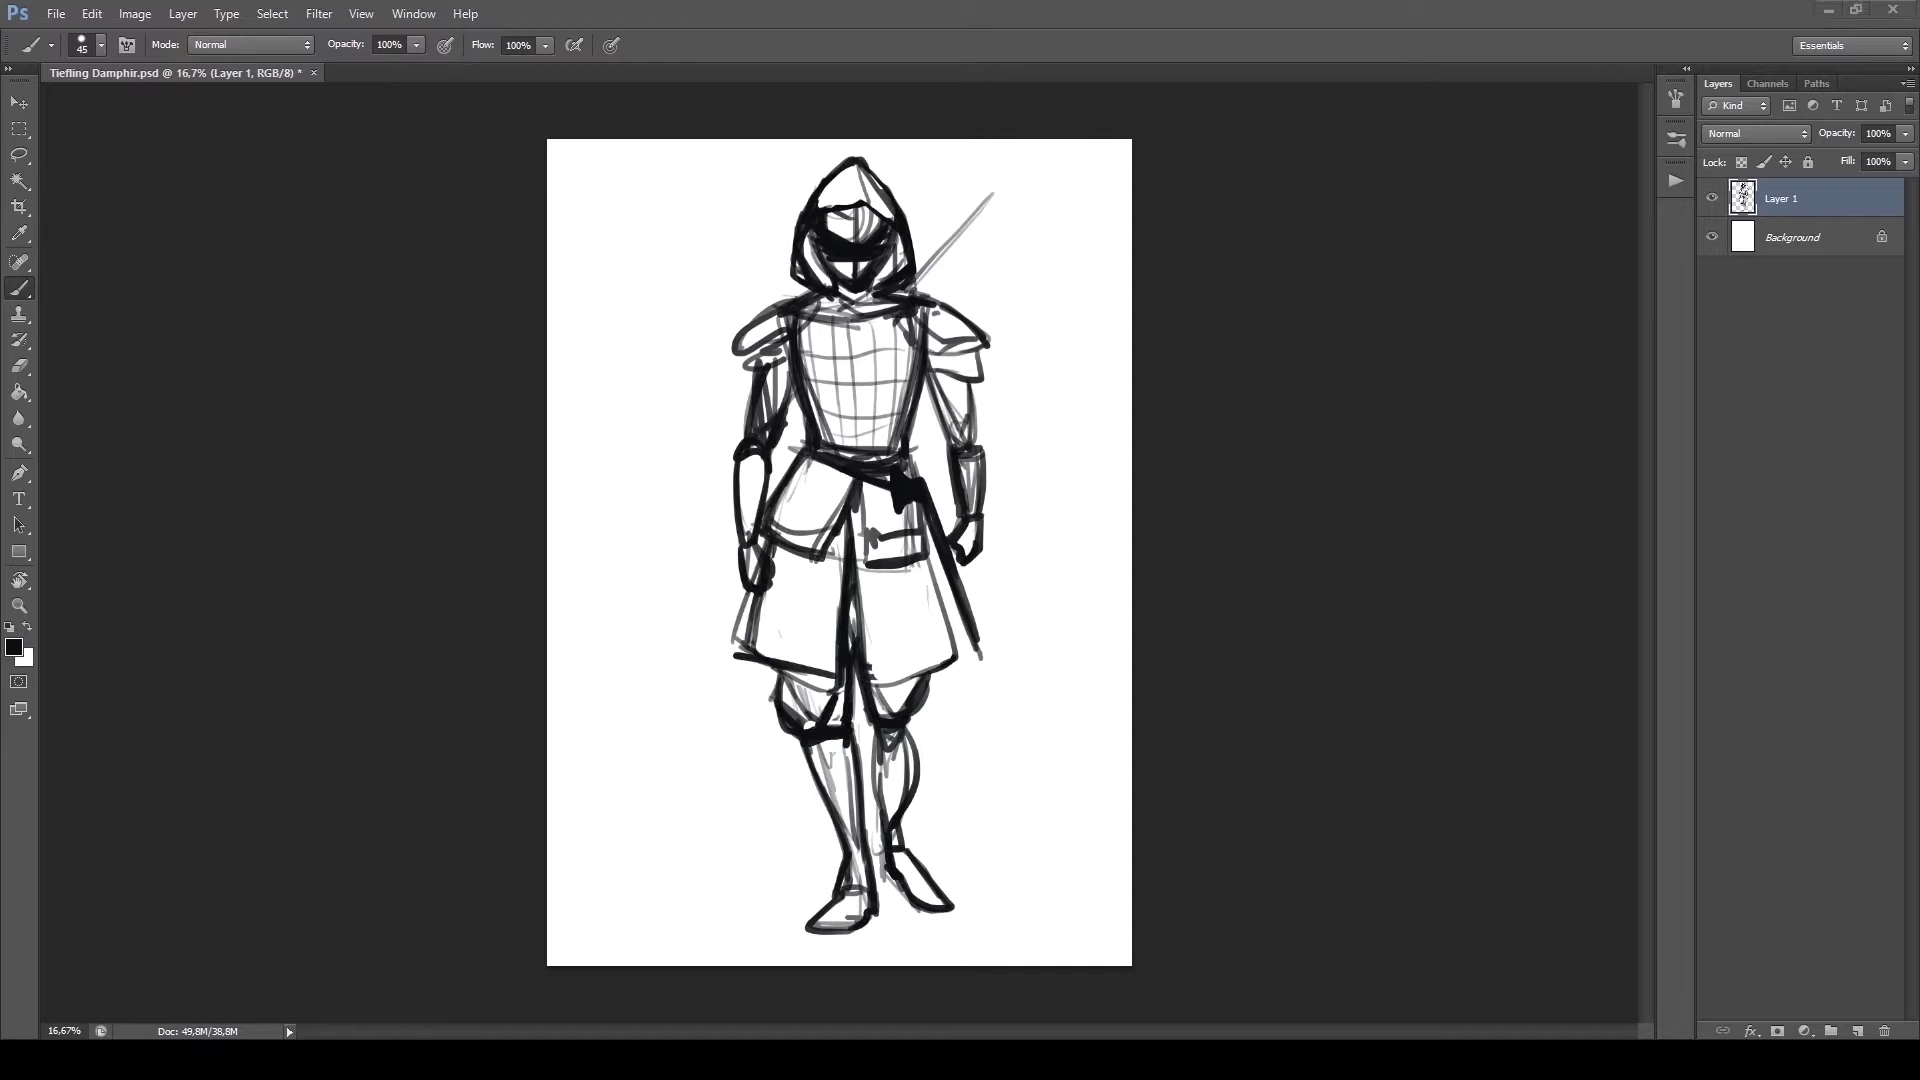 Ps File Edit Image Layer Type Select Filter View Window Help
45 Mode: Normal Opacity: 100% Flow: 100% Essentials
Tiefling Damphir.psd @ 16,7% (Layer 1, RGB/8) * ×
Layers Channels Paths
Kind
Normal Opacity: 100%
Lock: Fill: 100%
Layer 1
Background
16,67% Doc: 49,8M/38,8M